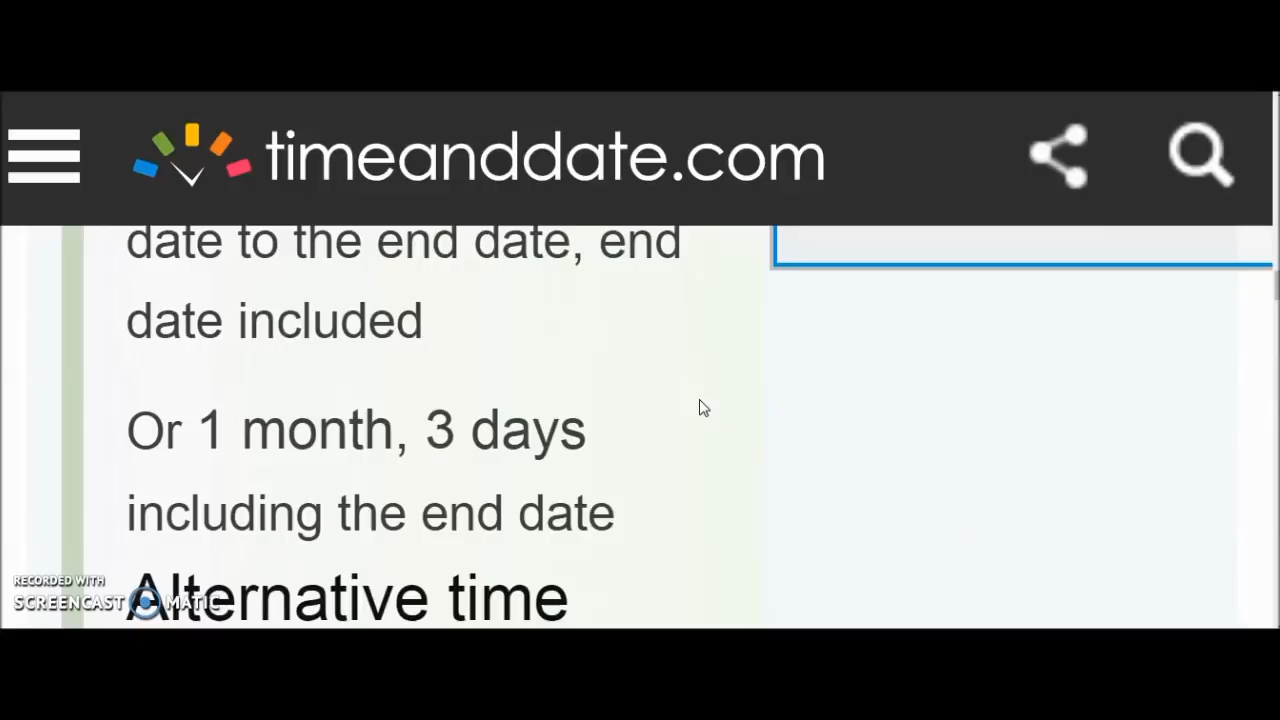 timeanddate.com
date to the end date, end
date included
Or 1 month, 3 days
including the end date
Alternative time
RECORDED WITH
SCREENCAST MATIC